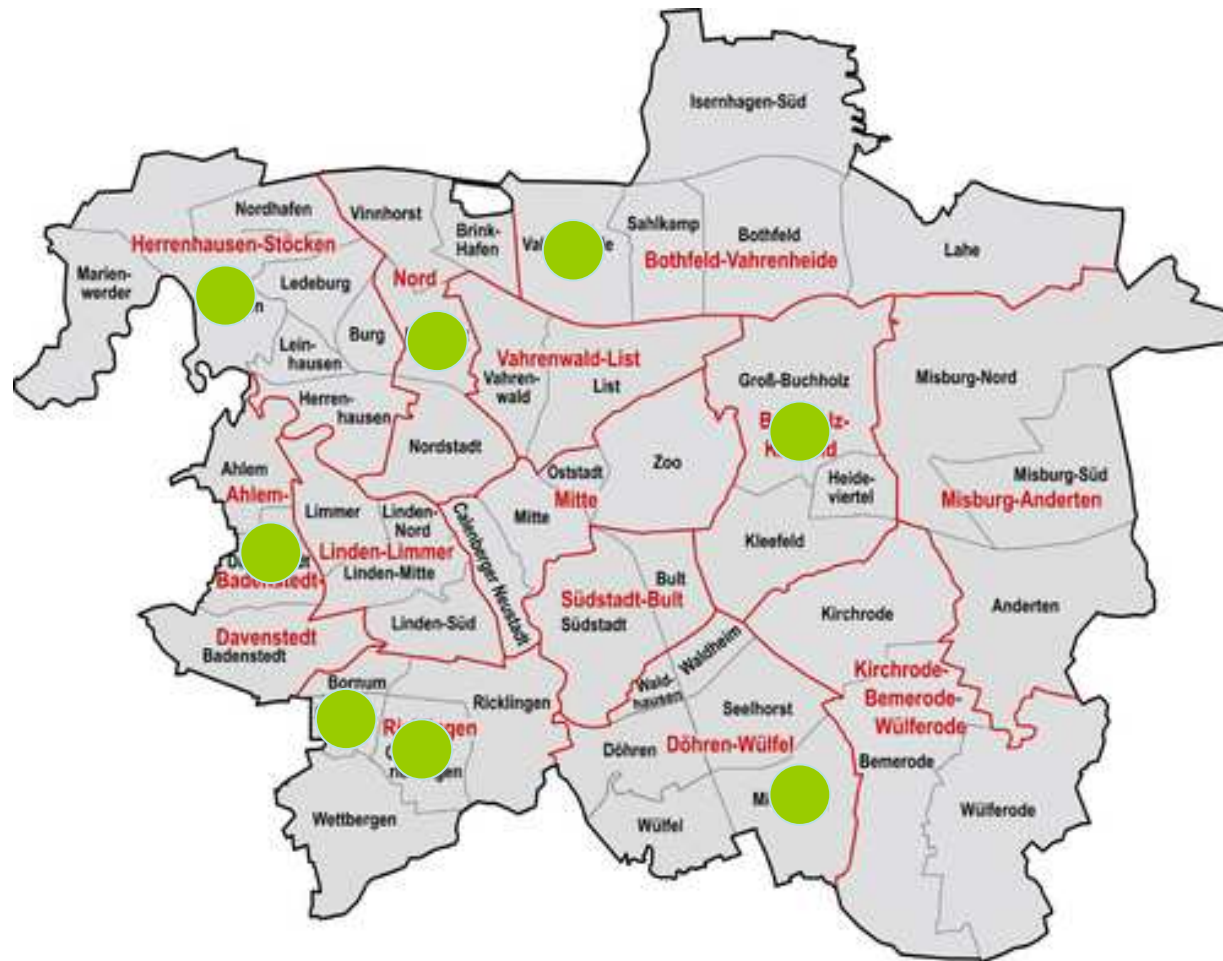 Isernhagen-Süd
Nordhafen
Vinnhorst
Brink-
Hafen
Sahlkamp
Bothfeld
Lahe
Herrenhausen-Stöcken
Bothfeld-Vahrenheide
Marien-
werder
Ledeburg
Nord
Burg
Lein-
hausen
Vahrenwald-List
Vahren-
wald
List
Groß-Buchholz
Misburg-Nord
Herren-
hausen
Nordstadt
Oststadt
Zoo
Heide-
viertel
Misburg-Süd
Misburg-Anderten
Ahlem
Ahlem-
Limmer
Linden-
Nord
Mitte
Mitte
Calenberger Neustadt
Kleefeld
Linden-Limmer
Linden-Mitte
Badenstedt-
Bult
Südstadt-Bult
Südstadt
Kirchrode
Anderten
Linden-Süd
Davenstedt
Badenstedt
Waldheim
Wald-
hausen
Kirchrode-
Bemerode-
Wülferode
Bornum
Ricklingen
Seelhorst
Döhren
Döhren-Wülfel
Bemerode
Wettbergen
Wülfel
Wülferode